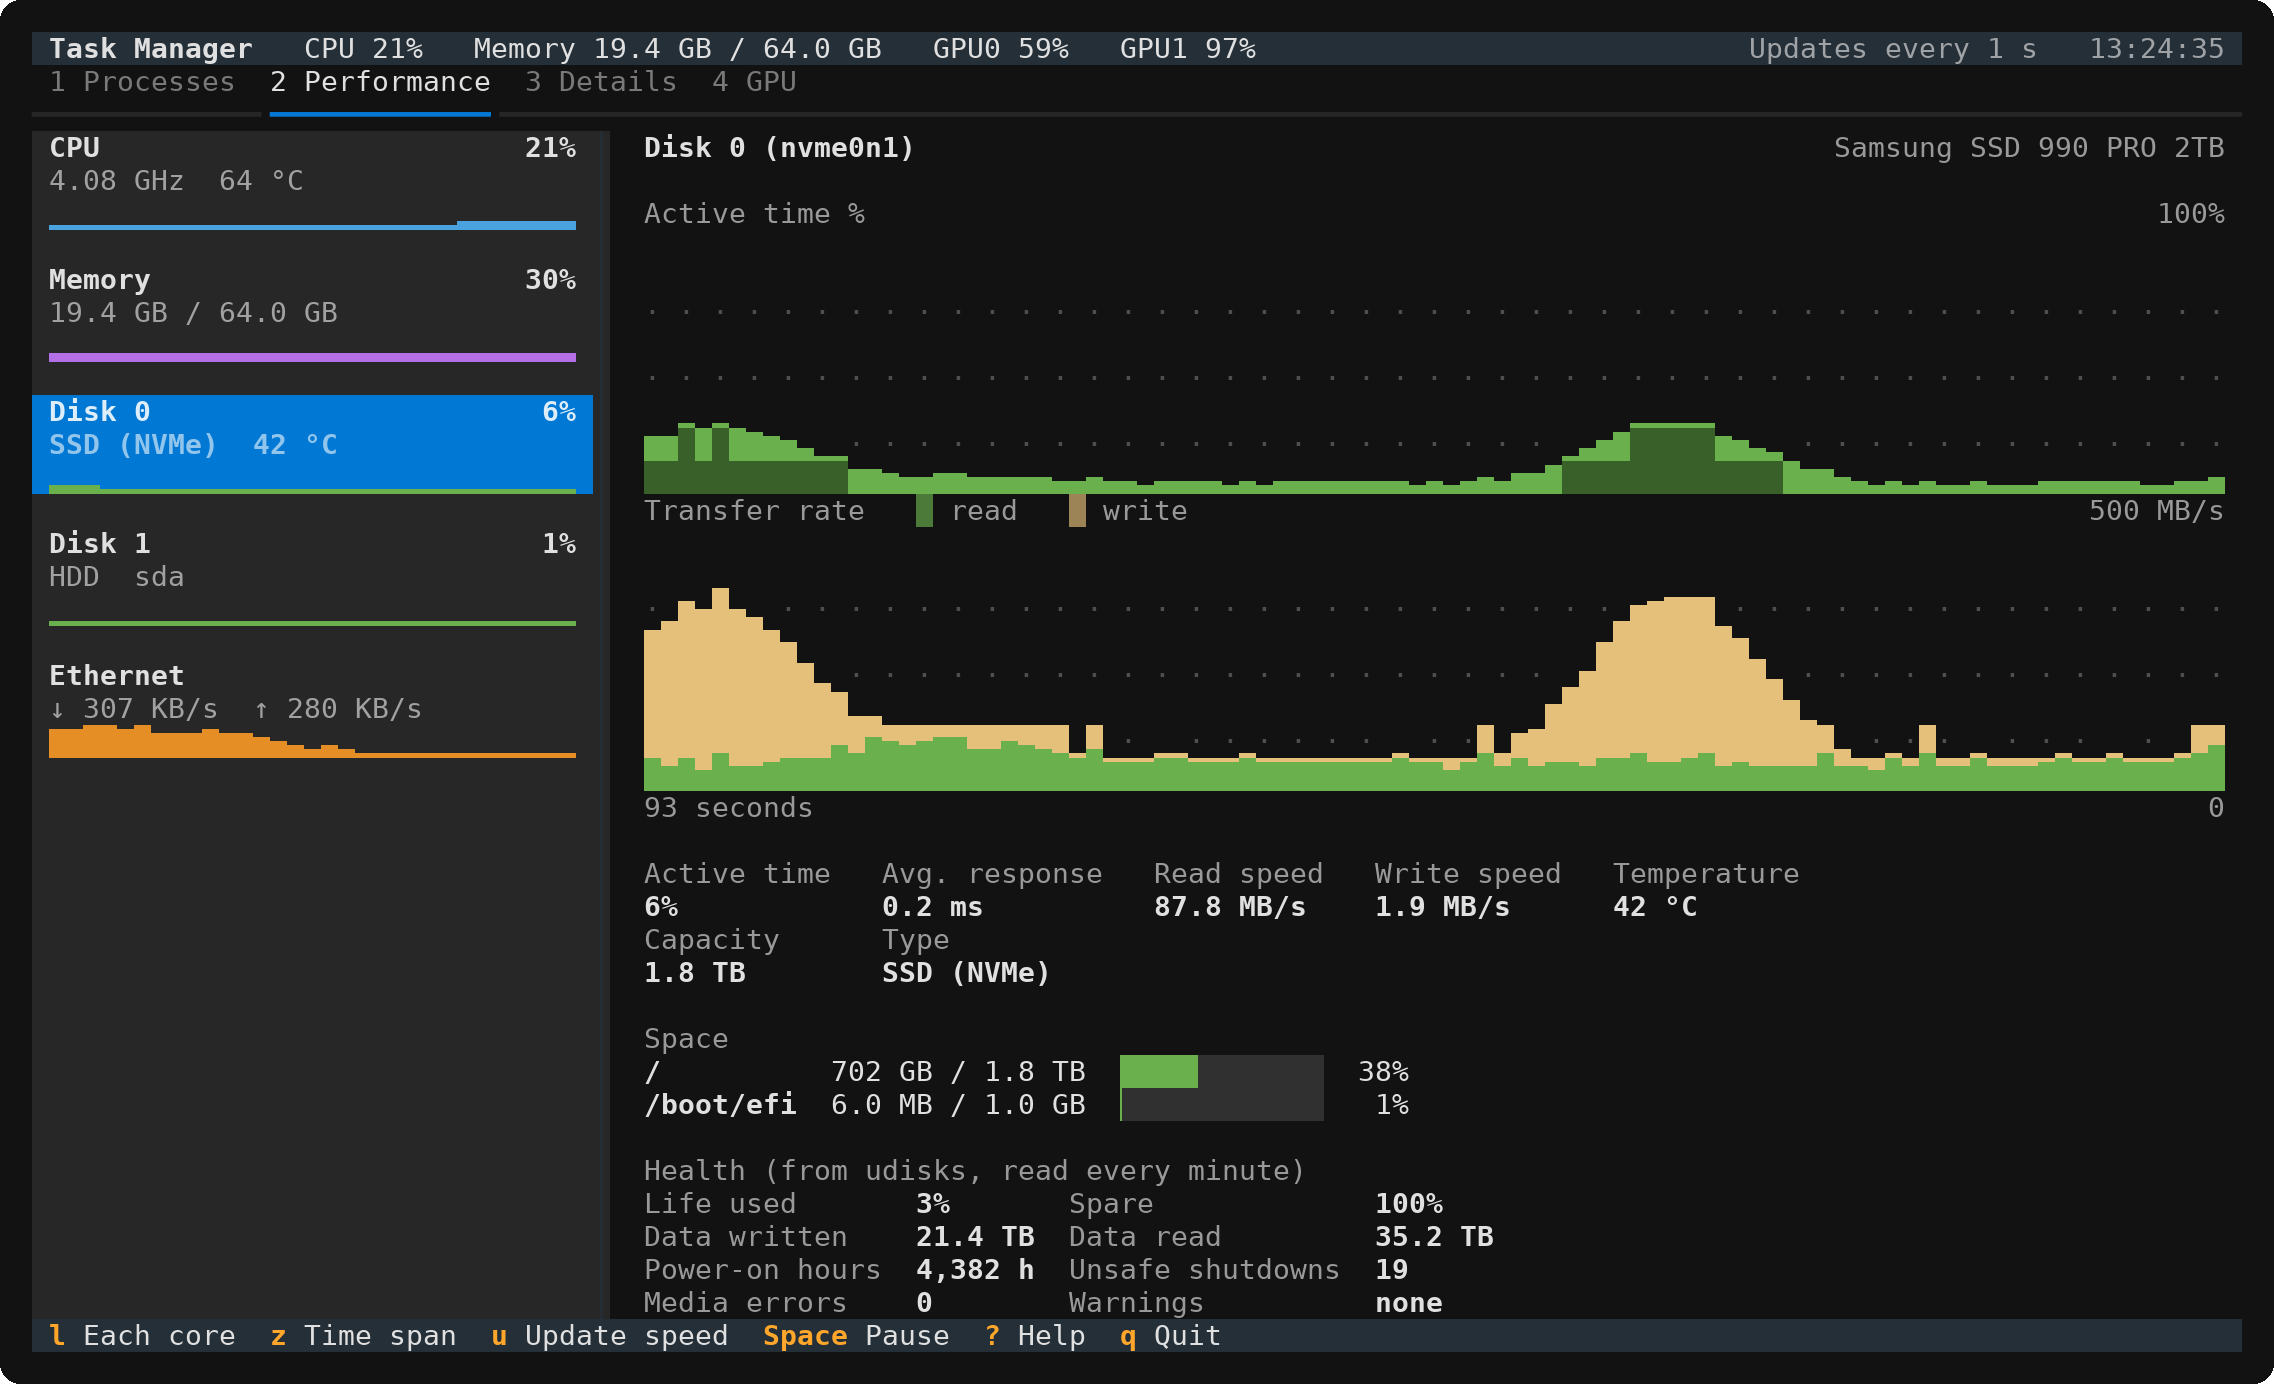 Task Manager   CPU 21%   Memory 19.4 GB / 64.0 GB   GPU0 59%   GPU1 97%   Updates every 1 s   13:24:35
1 Processes  2 Performance  3 Details  4 GPU
CPU 21%
4.08 GHz  64 °C
Memory 30%
19.4 GB / 64.0 GB
Disk 0 6%
SSD (NVMe)  42 °C
Disk 1 1%
HDD  sda
Ethernet
↓ 307 KB/s  ↑ 280 KB/s
Disk 0 (nvme0n1)   Samsung SSD 990 PRO 2TB
Active time %   100%
Transfer rate   read   write   500 MB/s
93 seconds   0
Active time   Avg. response   Read speed   Write speed   Temperature
6%   0.2 ms   87.8 MB/s   1.9 MB/s   42 °C
Capacity   Type
1.8 TB   SSD (NVMe)
Space
/   702 GB / 1.8 TB   38%
/boot/efi  6.0 MB / 1.0 GB   1%
Health (from udisks, read every minute)
Life used   3%   Spare   100%
Data written   21.4 TB   Data read   35.2 TB
Power-on hours   4,382 h   Unsafe shutdowns   19
Media errors   0   Warnings   none
l Each core  z Time span  u Update speed  Space Pause  ? Help  q Quit